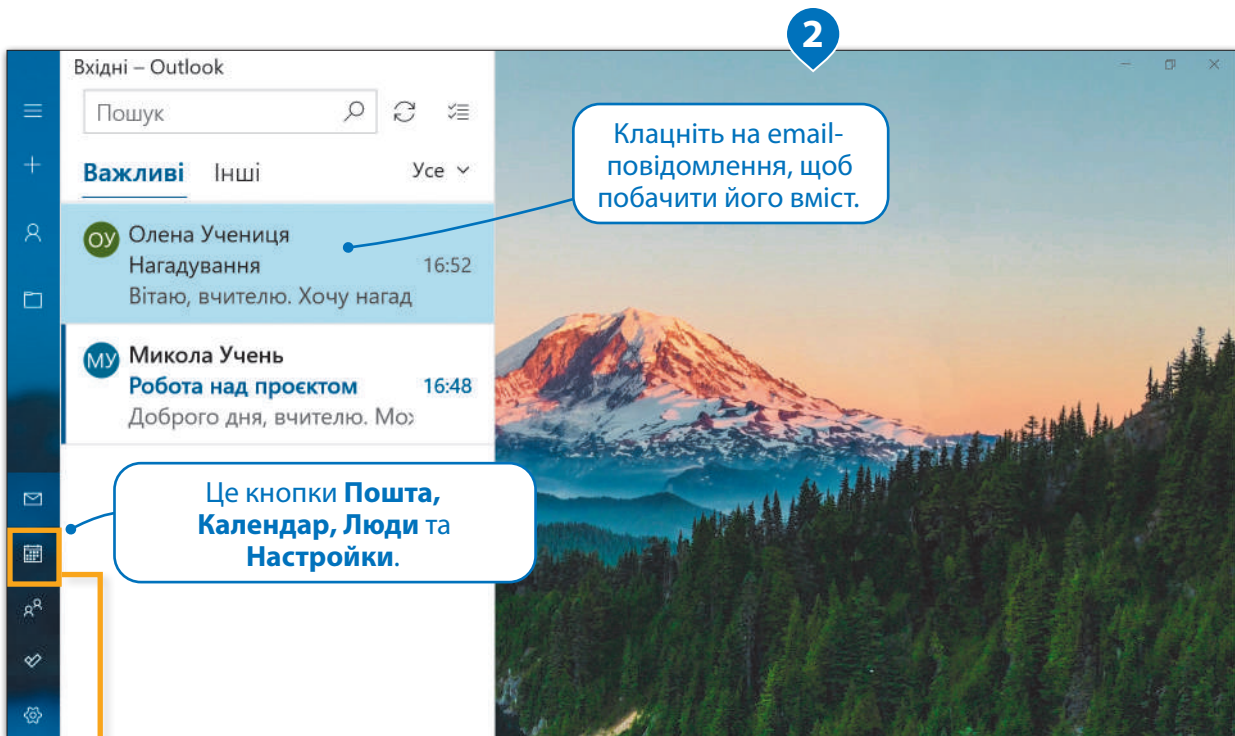 2
Вхідні – Outlook
Пошук
Важливі Інші Усе
Клацніть на email-
повідомлення, щоб
побачити його вміст.
ОУ Олена Учениця
Нагадування 16:52
Вітаю, вчителю. Хочу нагад
МУ Микола Учень
Робота над проєктом 16:48
Доброго дня, вчителю. Мо
Це кнопки Пошта,
Календар, Люди та
Настройки.